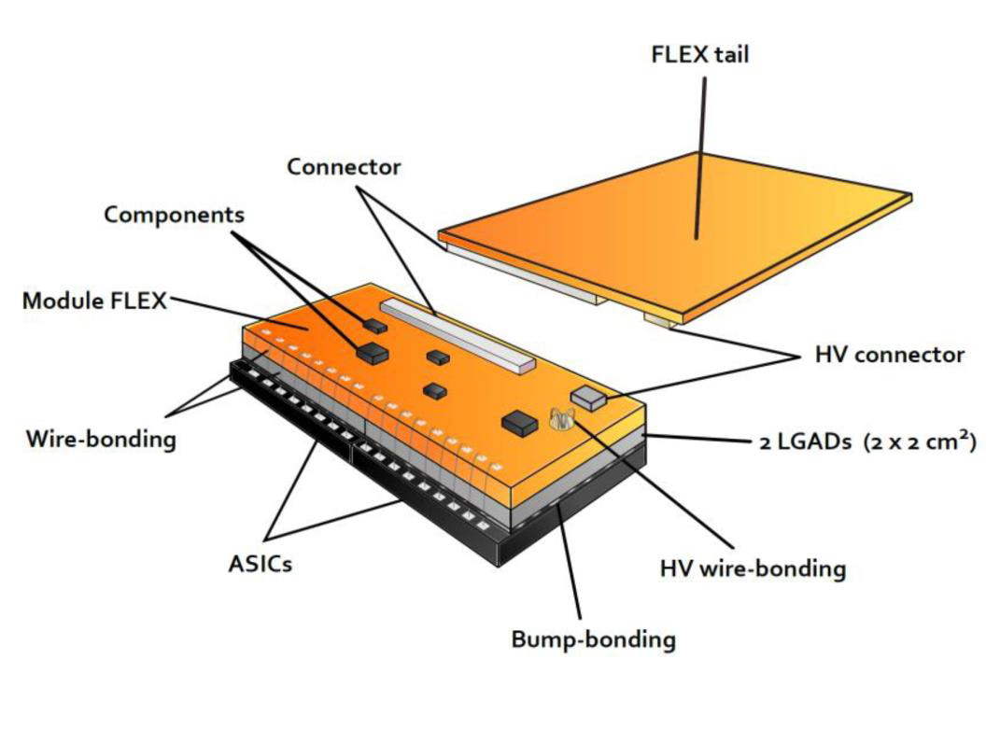 FLEX tail
Connector
Components
Module FLEX
HV connector
Wire-bonding
2 LGADs (2 x 2 cm²)
ASICs
HV wire-bonding
Bump-bonding